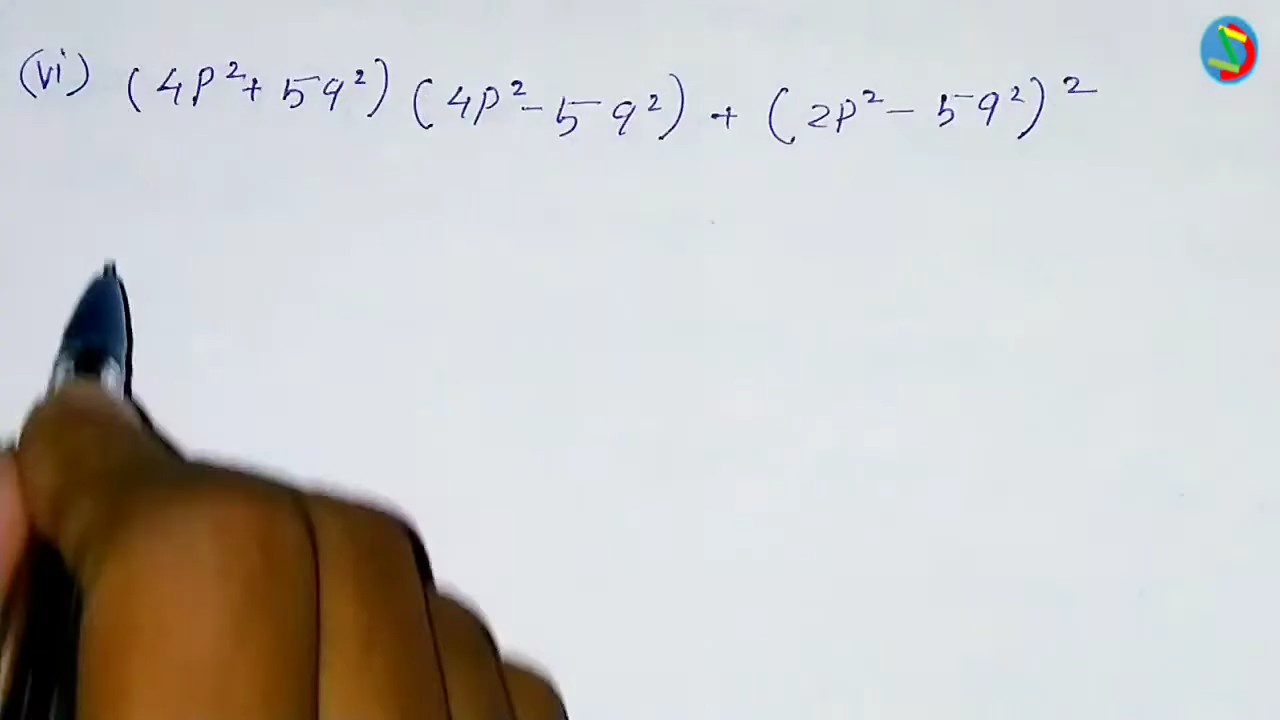 (vi) (4p²+ 5q²) (4p²- 5q²) + (2p² - 5q²)²